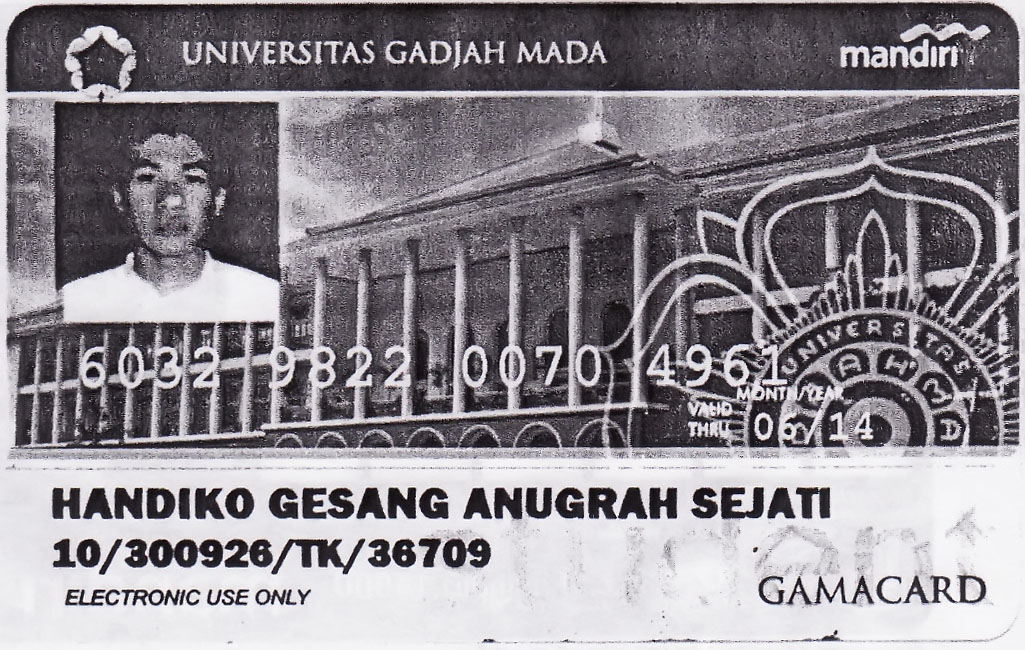 UNIVERSITAS GADJAH MADA
mandiri
6032 9822 0070 4961
MONTH/YEAR
VALID THRU 06/14
UNIVERSITAS
HANDIKO GESANG ANUGRAH SEJATI
10/300926/TK/36709
student
ELECTRONIC USE ONLY
GAMACARD